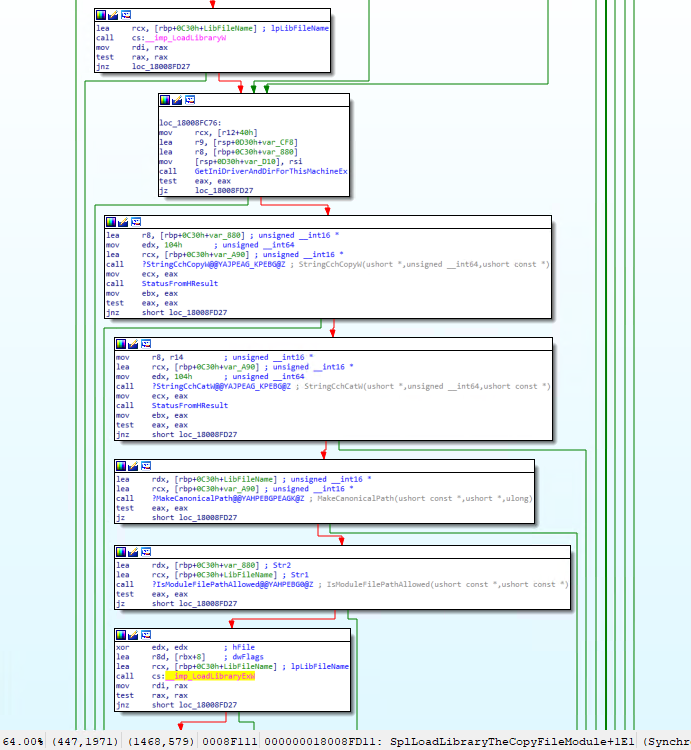 lea rcx, [rbp+0C30h+LibFileName] ; lpLibFileName
call cs:__imp_LoadLibraryW
mov rdi, rax
test rax, rax
jnz loc_18008FD27
loc_18008FC76:
mov rcx, [r12+40h]
lea r9, [rsp+0D30h+var_CF8]
lea r8, [rbp+0C30h+var_880]
mov [rsp+0D30h+var_D10], rsi
call GetIniDriverAndDirForThisMachineEx
test eax, eax
jz loc_18008FD27
lea r8, [rbp+0C30h+var_880] ; unsigned __int16 *
mov edx, 104h ; unsigned __int64
lea rcx, [rbp+0C30h+var_A90] ; unsigned __int16 *
call ?StringCchCopyW@@YAJPEAG_KPEBG@Z ; StringCchCopyW(ushort *,unsigned __int64,ushort const *)
mov ecx, eax
call StatusFromHResult
mov ebx, eax
test eax, eax
jnz short loc_18008FD27
mov r8, r14 ; unsigned __int16 *
lea rcx, [rbp+0C30h+var_A90] ; unsigned __int16 *
mov edx, 104h ; unsigned __int64
call ?StringCchCatW@@YAJPEAG_KPEBG@Z ; StringCchCatW(ushort *,unsigned __int64,ushort const *)
mov ecx, eax
call StatusFromHResult
mov ebx, eax
test eax, eax
jnz short loc_18008FD27
lea rdx, [rbp+0C30h+LibFileName] ; unsigned __int16 *
lea rcx, [rbp+0C30h+var_A90] ; unsigned __int16 *
call ?MakeCanonicalPath@@YAHPEBGPEAGK@Z ; MakeCanonicalPath(ushort const *,ushort *,ulong)
test eax, eax
jz short loc_18008FD27
lea rdx, [rbp+0C30h+var_880] ; Str2
lea rcx, [rbp+0C30h+LibFileName] ; Str1
call ?IsModuleFilePathAllowed@@YAHPEBG0@Z ; IsModuleFilePathAllowed(ushort const *,ushort const *)
test eax, eax
jz short loc_18008FD27
xor edx, edx ; hFile
lea r8d, [rbx+8] ; dwFlags
lea rcx, [rbp+0C30h+LibFileName] ; lpLibFileName
call cs:__imp_LoadLibraryExW
mov rdi, rax
test rax, rax
jnz short loc_18008FD27
64.00% (447,1971) (1468,579) 0008F111 000000018008FD11: SplLoadLibraryTheCopyFileModule+1E1 (Synchr